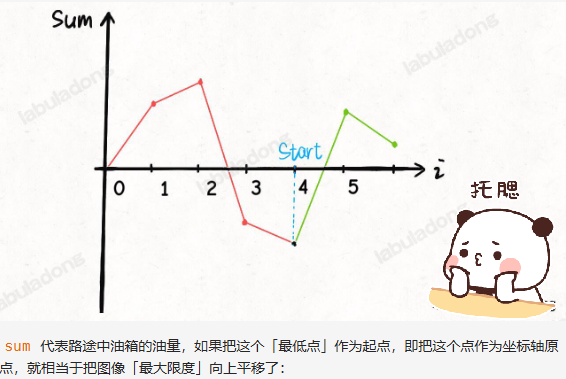 Sum
labuladong
labuladong
labuladong
Start
i
0 1 2 3 4 5
托腮
labuladong
labuladong
sum 代表路途中油箱的油量，如果把这个「最低点」作为起点，即把这个点作为坐标轴原
点，就相当于把图像「最大限度」向上平移了：